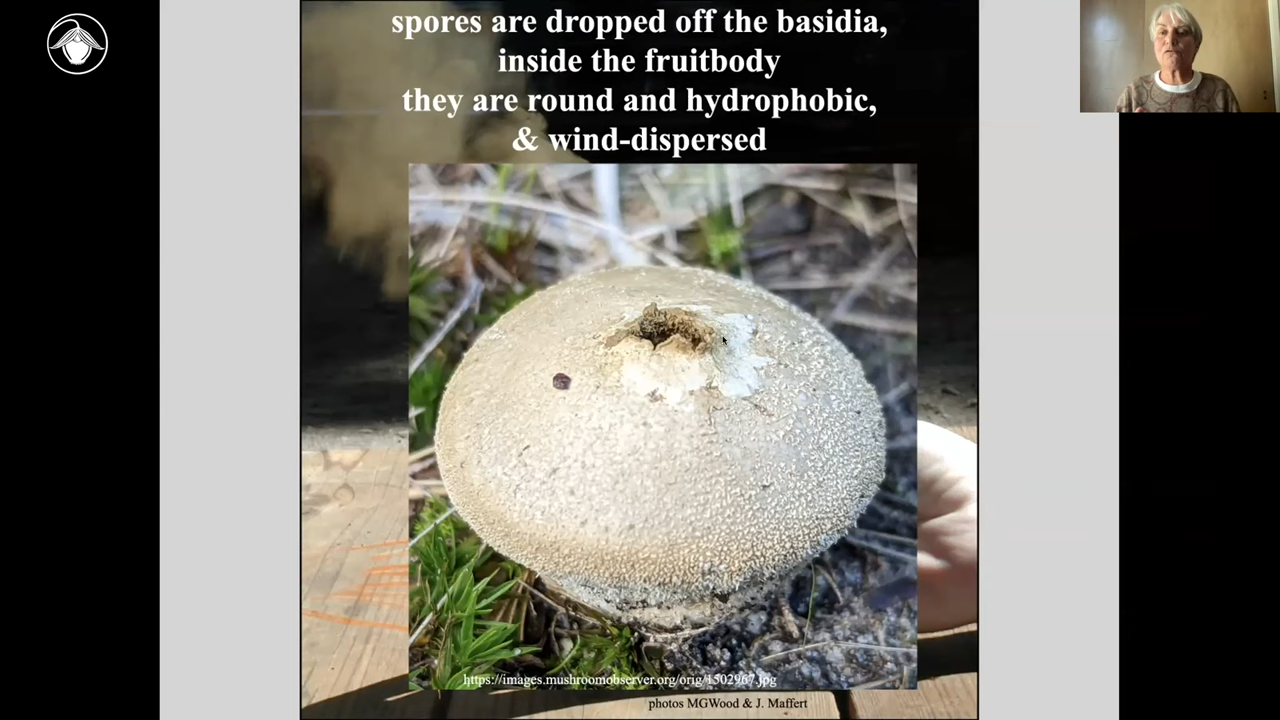 spores are dropped off the basidia,
inside the fruitbody
they are round and hydrophobic,
& wind-dispersed
https://images.mushroomobserver.org/orig/1502967.jpg
photos MGWood & J. Maffert